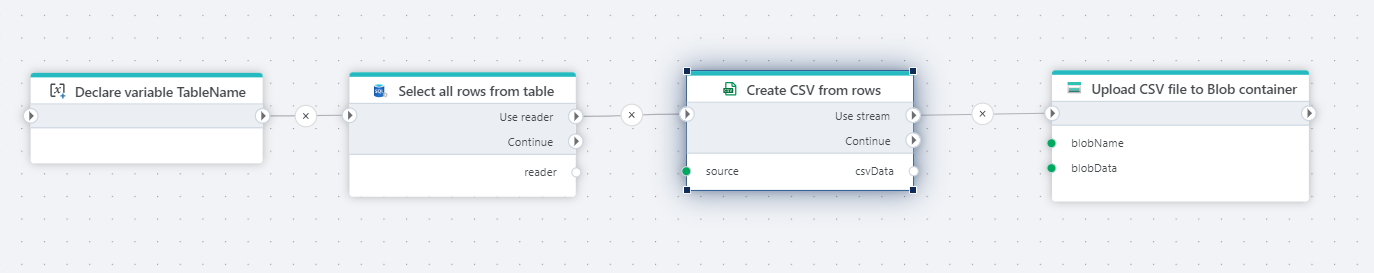 Declare variable TableName
Select all rows from table
Use reader
Continue
reader
Create CSV from rows
Use stream
Continue
source csvData
Upload CSV file to Blob container
blobName
blobData